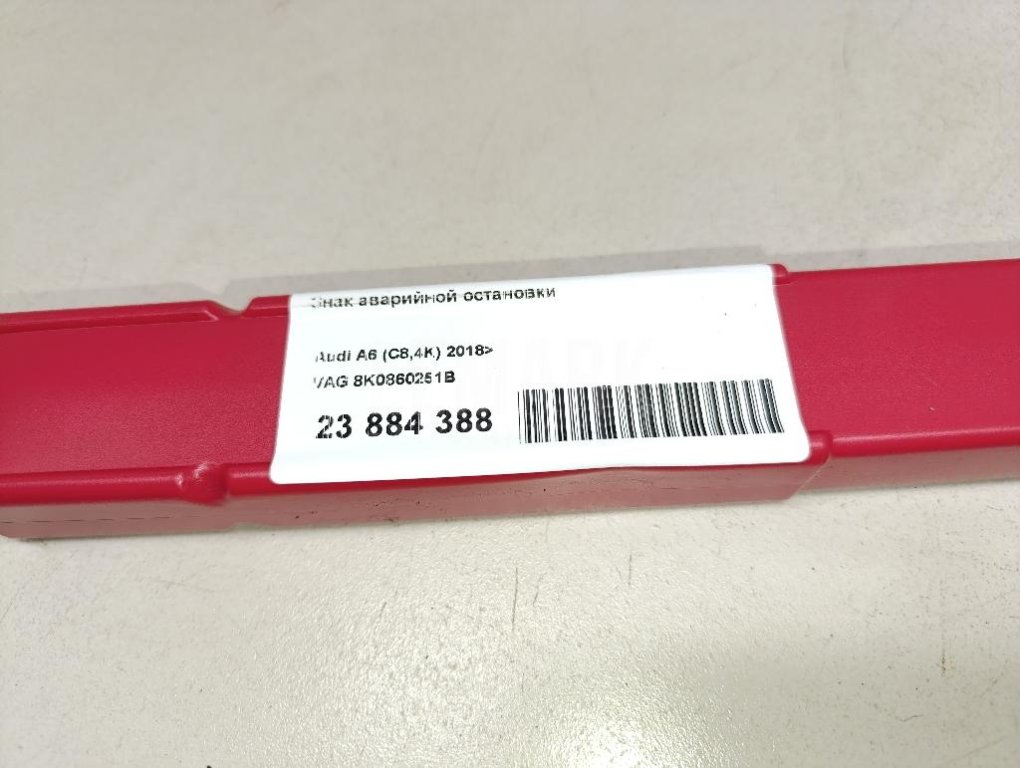 Знак аварийной остановки
Audi A6 (C8,4K) 2018>
VAG 8K0860251B
23 884 388